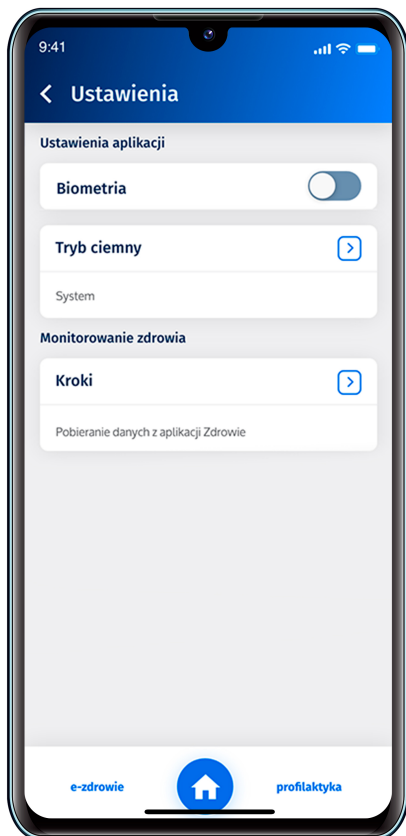 9:41
Ustawienia
Ustawienia aplikacji
Biometria
Tryb ciemny
System
Monitorowanie zdrowia
Kroki
Pobieranie danych z aplikacji Zdrowie
e-zdrowie
profilaktyka